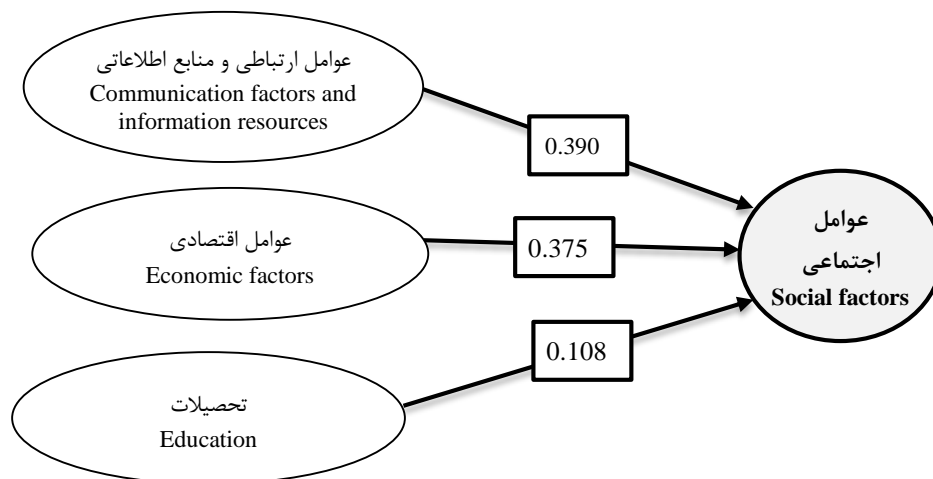 عوامل ارتباطی و منابع اطلاعاتی
Communication factors and
information resources
0.390
عوامل اقتصادی
Economic factors
0.375
تحصیلات
Education
0.108
عوامل
اجتماعی
Social factors